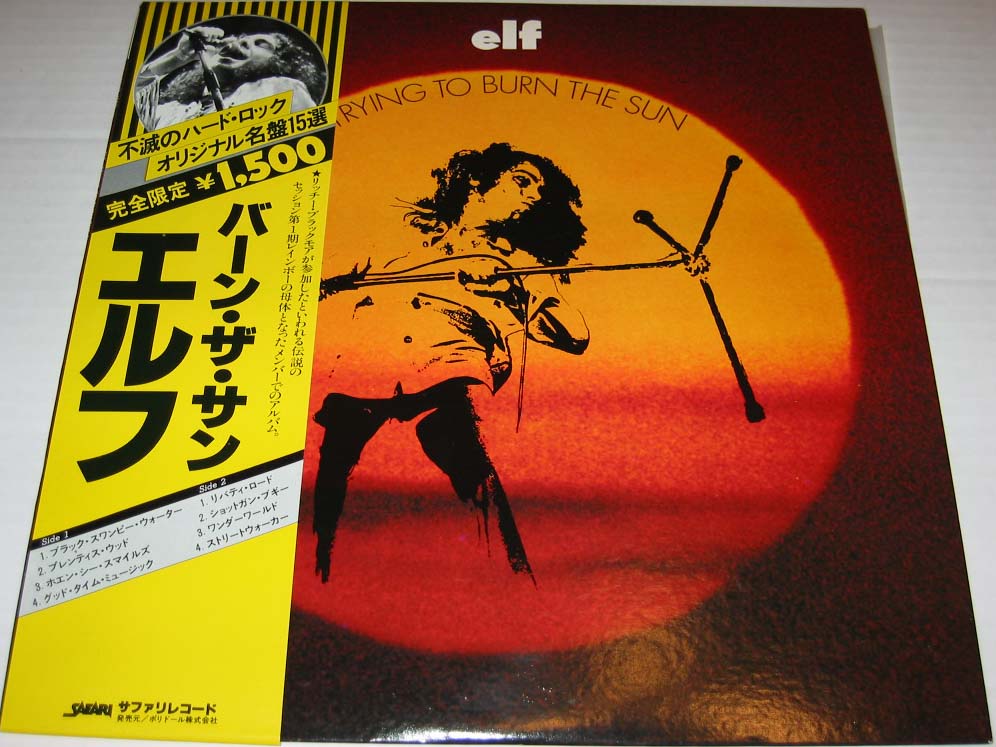 elf
RYING TO BURN THE SUN
不滅のハード・ロック
オリジナル名盤15選
完全限定 ¥1,500
バーン・ザ・サン
エルフ
★リッチー・ブラックモアが参加したといわれる伝説の
セッション第1期レインボーの母体となったメンバーでのアルバム。
Side 1
1. ブラック・スワンピー・ウォーター
2. プレンティス・ウッド
3. ホエン・シー・スマイルズ
4. グッド・タイム・ミュージック
Side 2
1. リバティ・ロード
2. ショットガン・ブギー
3. ワンダーワールド
4. ストリートウォーカー
SAFARI サファリレコード
発売元/ポリドール株式会社